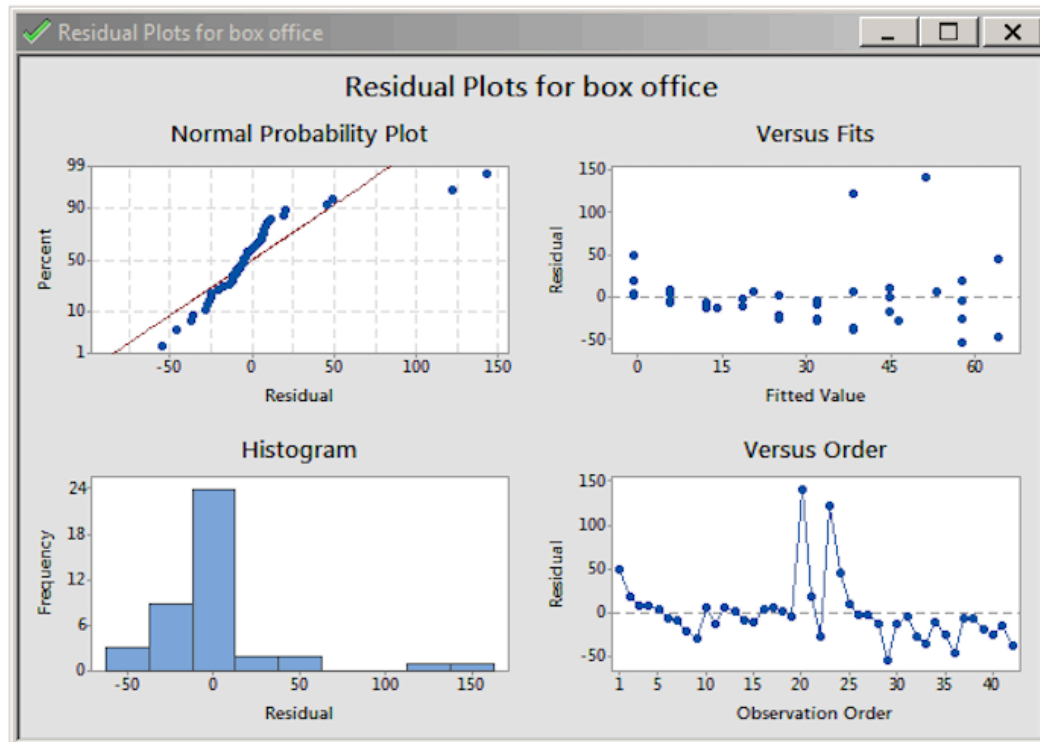 Residual Plots for box office
Residual Plots for box office
Normal Probability Plot
99
90
50
10
1
Percent
-50 0 50 100 150
Residual
Versus Fits
150
100
50
0
-50
Residual
0 15 30 45 60
Fitted Value
Histogram
24
18
12
6
0
Frequency
-50 0 50 100 150
Residual
Versus Order
150
100
50
0
-50
Residual
1 5 10 15 20 25 30 35 40
Observation Order